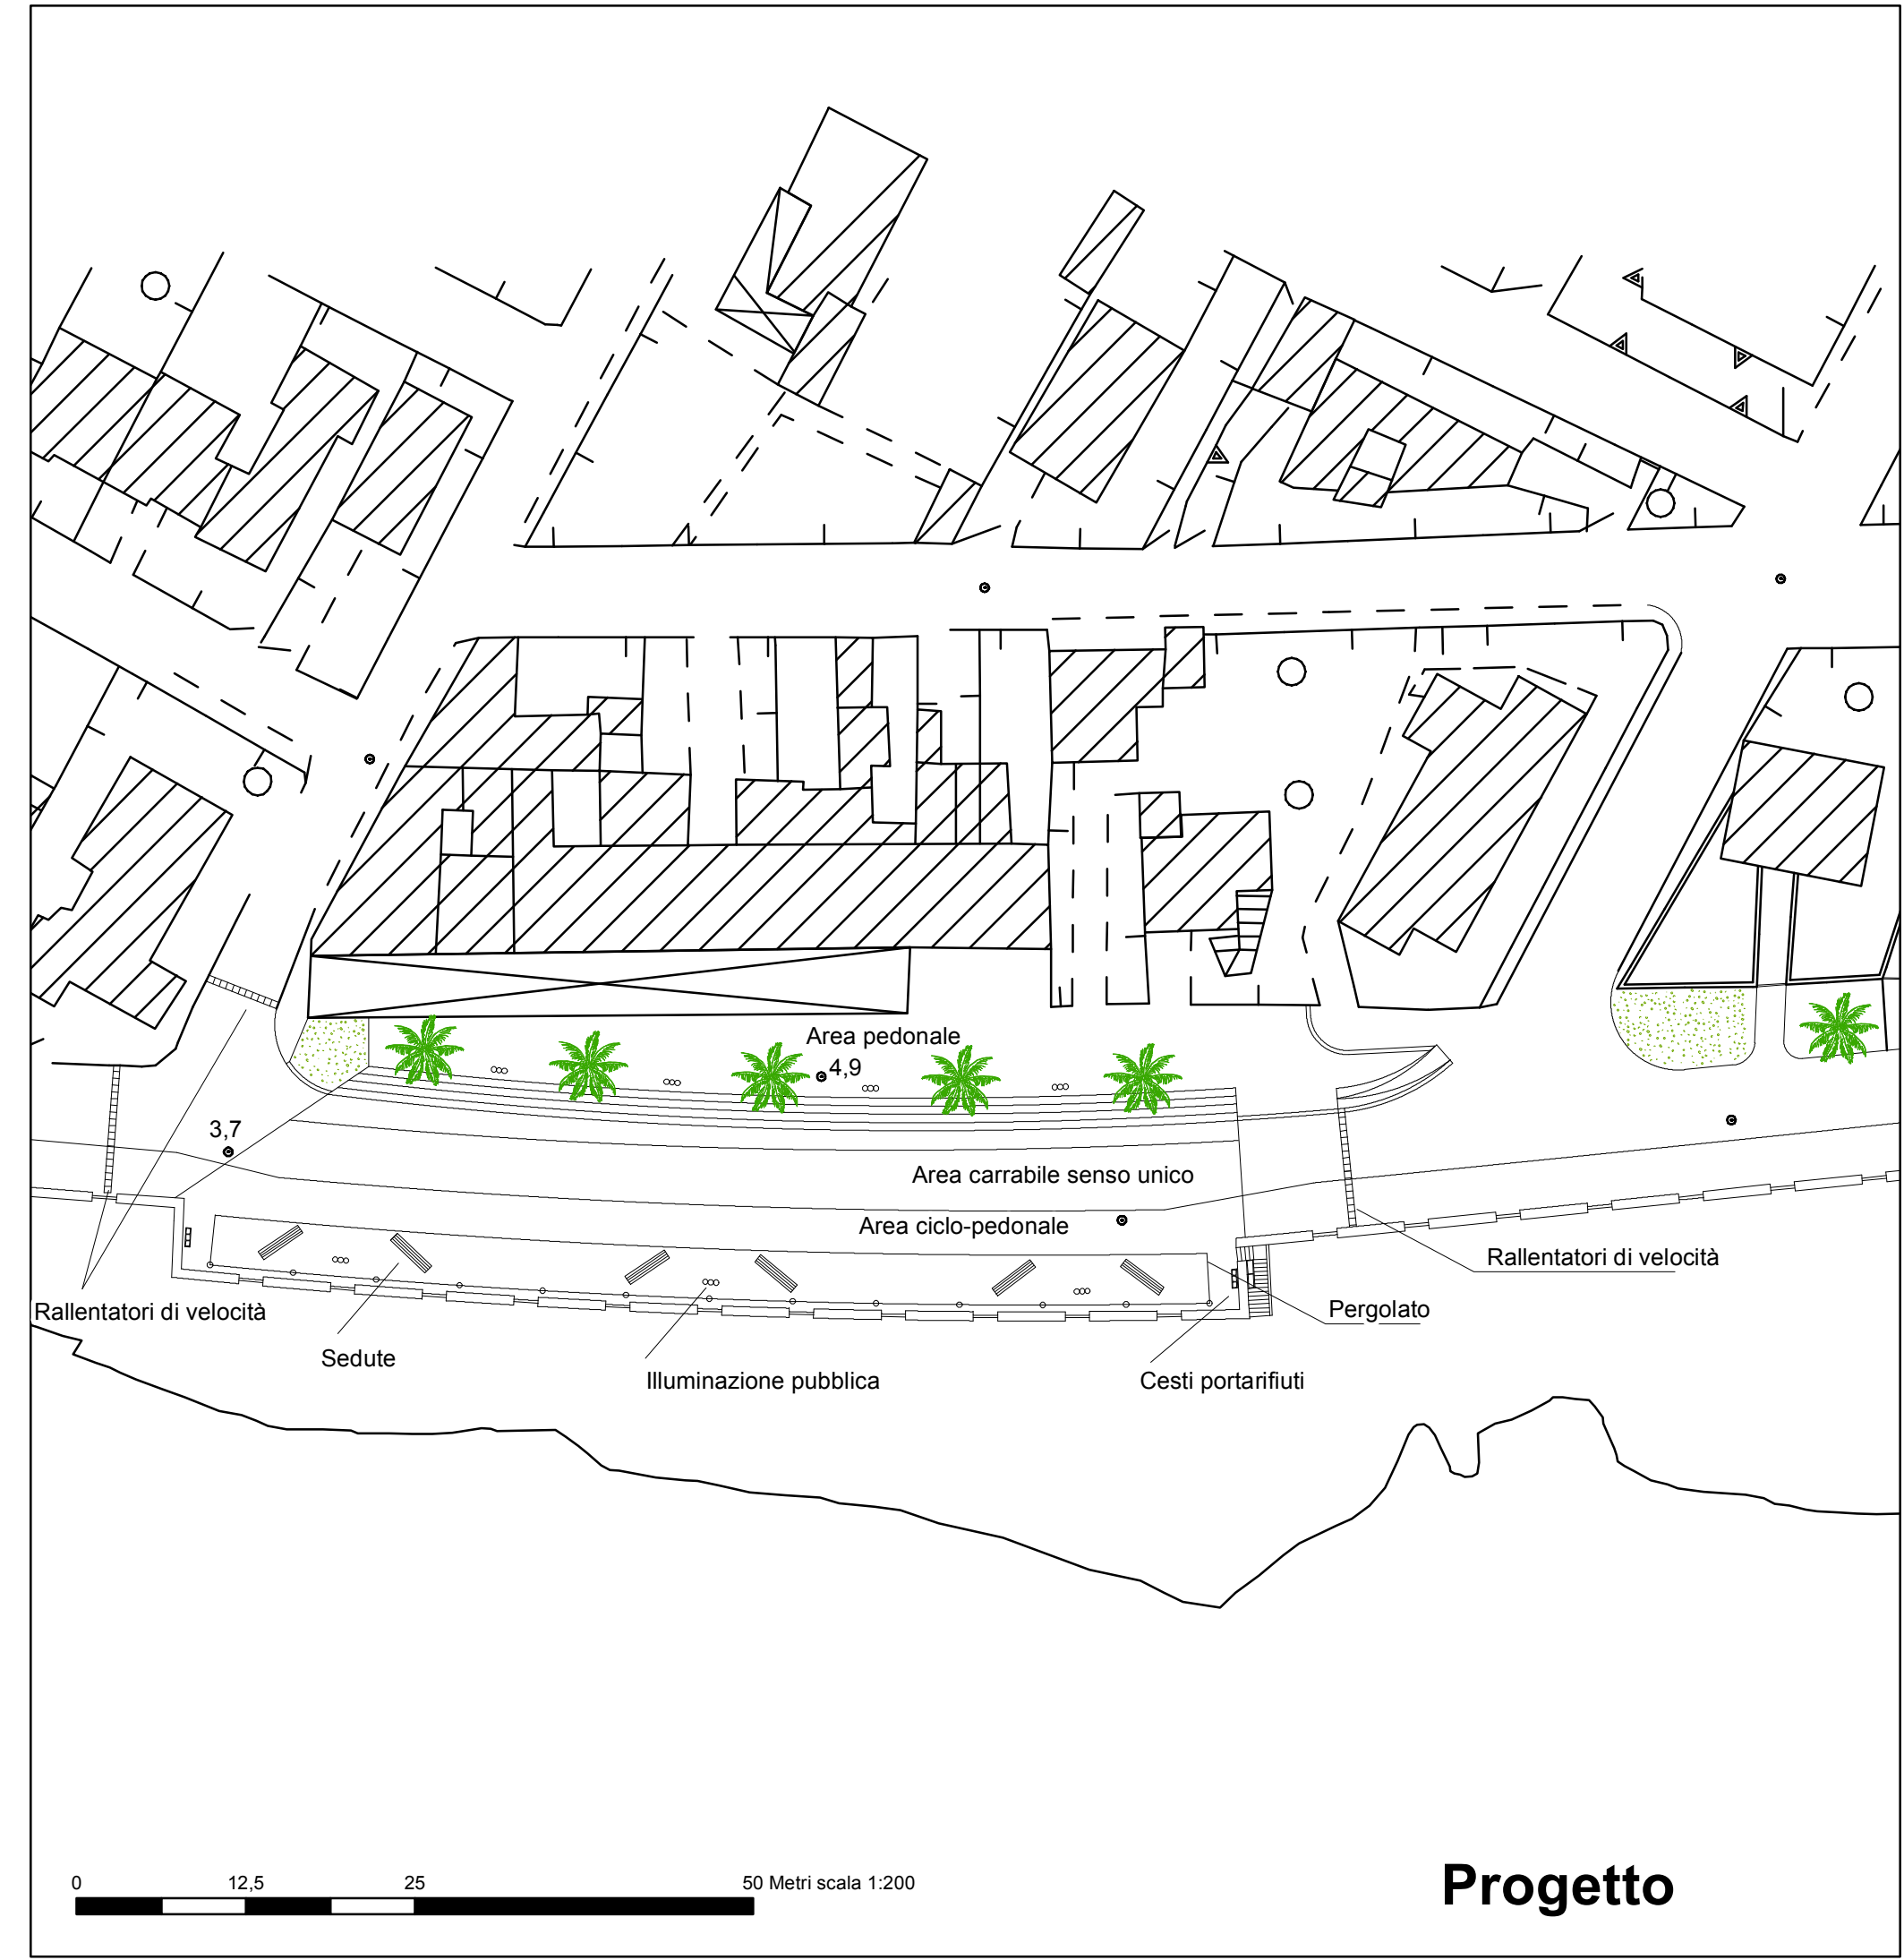 Area pedonale
4,9
3,7
Area carrabile senso unico
Area ciclo-pedonale
Rallentatori di velocità
Rallentatori di velocità
Pergolato
Sedute
Illuminazione pubblica
Cesti portarifiuti
0 12,5 25 50 Metri scala 1:200
Progetto